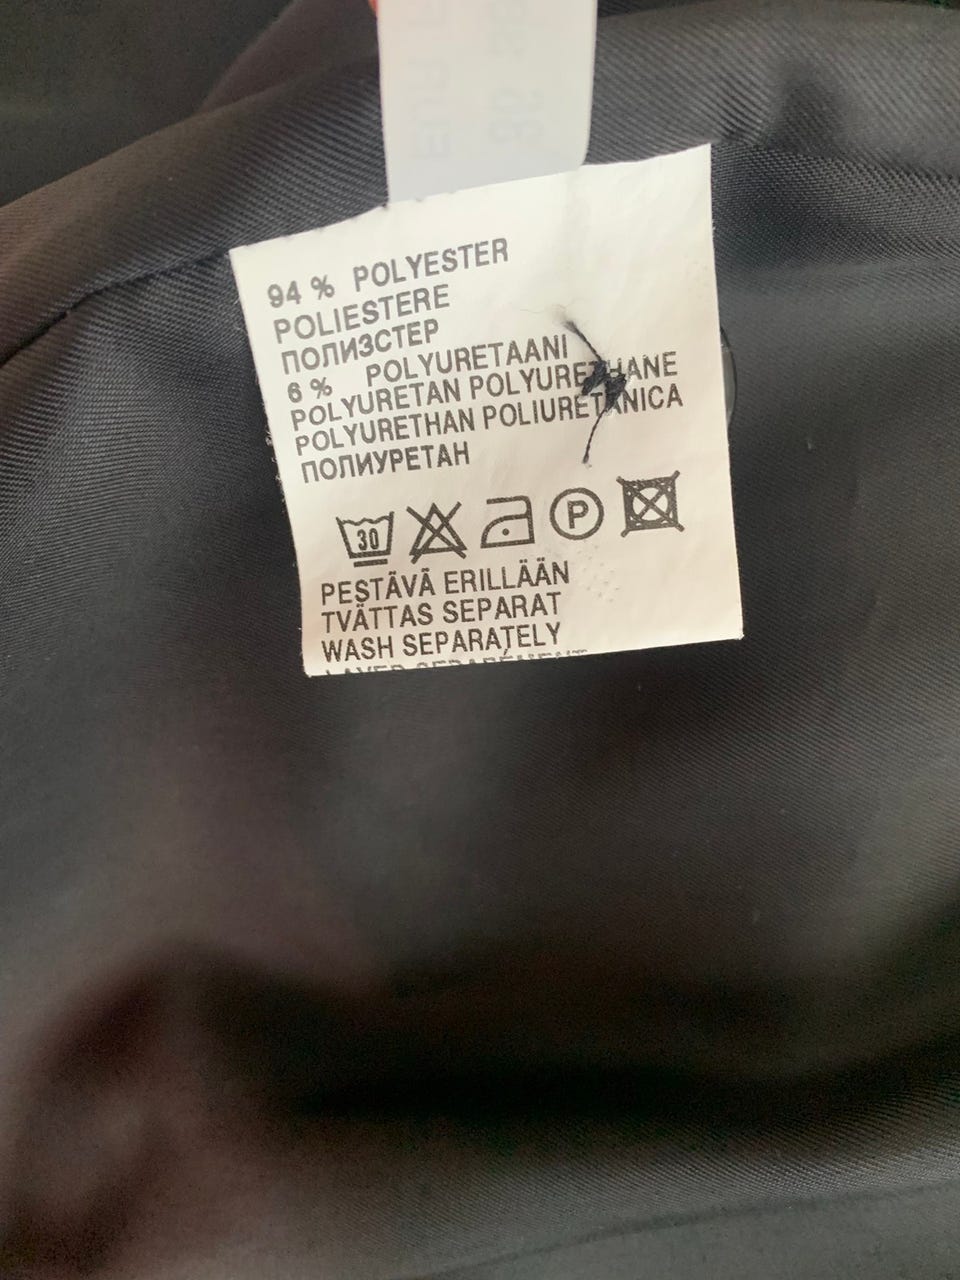 94 % POLYESTER
POLIESTERE
ПОЛИЗСТЕР
6 % POLYURETAANI
POLYURETAN POLYURETHANE
POLYURETHAN POLIURETANICA
ПОЛИУРЕТАН
30
P
PESTÄVÄ ERILLÄÄN
TVÄTTAS SEPARAT
WASH SEPARATELY